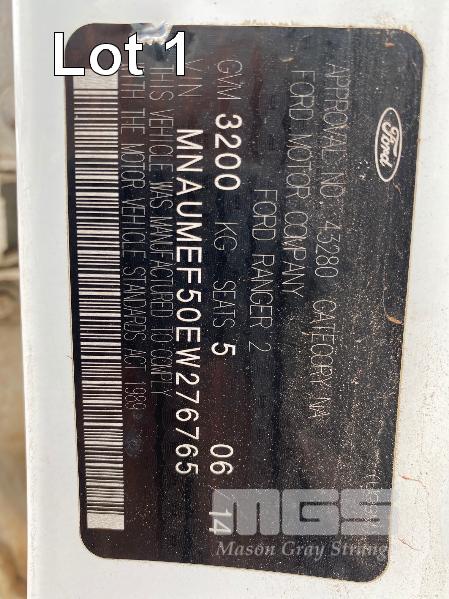 Lot 1
Ford
APPROVAL NO. 43280 CATEGORY NA
FORD MOTOR COMPANY
FORD RANGER 2
GVM 3200 KG SEATS 5 06 / 14
VIN MNAUMEF50EW276765
THIS VEHICLE WAS MANUFACTURED TO COMPLY
WITH THE MOTOR VEHICLE STANDARDS ACT 1989
MGS
Mason Gray Strang